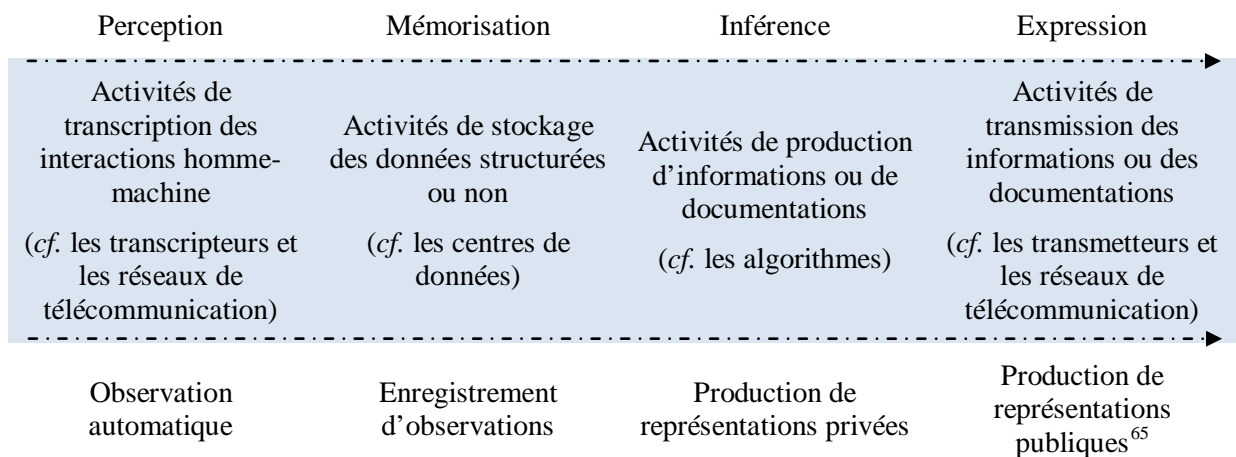 Perception
Mémorisation
Inférence
Expression
Activités de
transcription des
interactions homme-
machine
(cf. les transcripteurs et
les réseaux de
télécommunication)
Activités de stockage
des données structurées
ou non
(cf. les centres de
données)
Activités de production
d’informations ou de
documentations
(cf. les algorithmes)
Activités de
transmission des
informations ou des
documentations
(cf. les transmetteurs et
les réseaux de
télécommunication)
Observation
automatique
Enregistrement
d’observations
Production de
représentations privées
Production de
représentations
publiques65